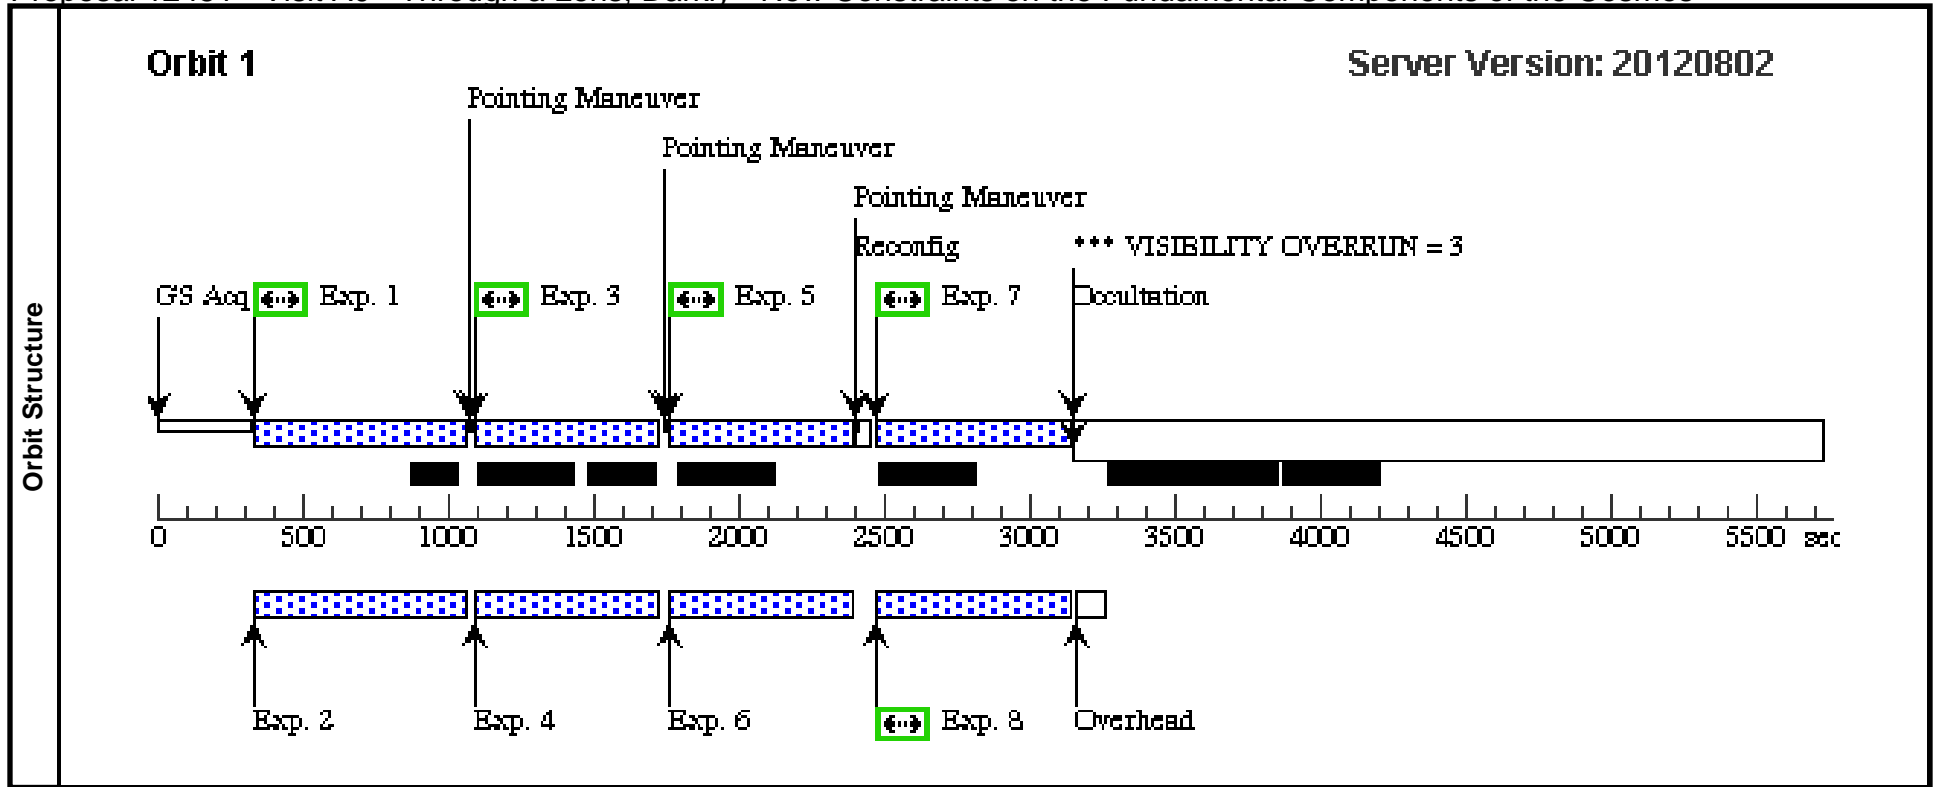 Orbit Structure
Orbit 1
Server Version: 20120802
Pointing Maneuver
Pointing Maneuver
Pointing Maneuver
Reconfig
*** VISIBILITY OVERRUN = 3
GS Acq
Exp. 1
Exp. 3
Exp. 5
Exp. 7
Occultation
0 500 1000 1500 2000 2500 3000 3500 4000 4500 5000 5500 sec
Exp. 2
Exp. 4
Exp. 6
Exp. 8
Overhead